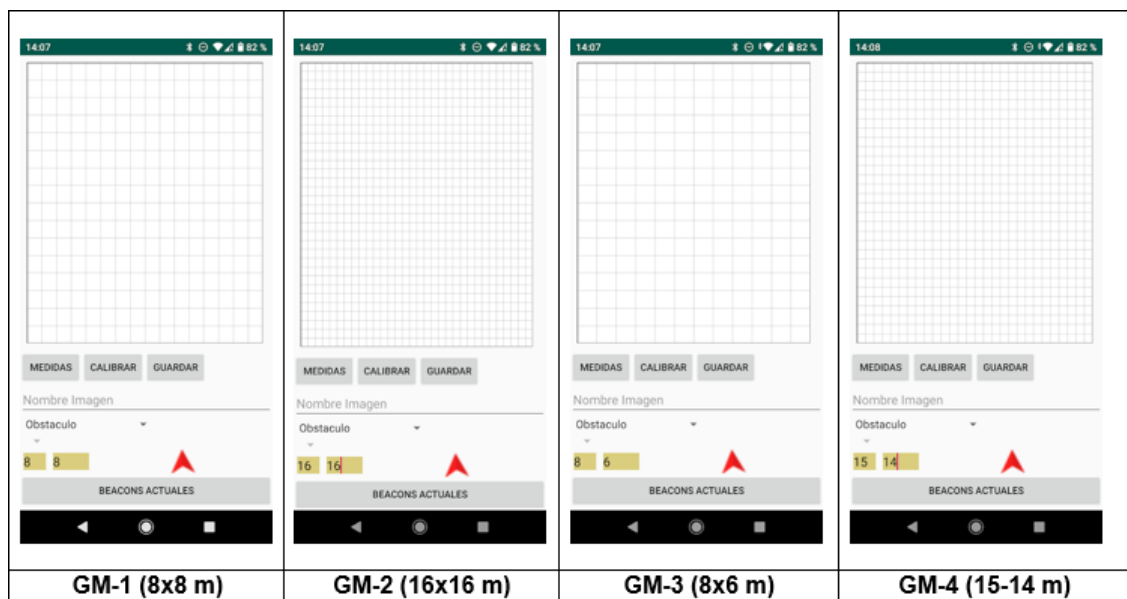 14:07 82 %
MEDIDAS CALIBRAR GUARDAR
Nombre Imagen
Obstaculo
8 8
BEACONS ACTUALES
GM-1 (8x8 m)
14:07 82 %
MEDIDAS CALIBRAR GUARDAR
Nombre Imagen
Obstaculo
16 16
BEACONS ACTUALES
GM-2 (16x16 m)
14:07 82 %
MEDIDAS CALIBRAR GUARDAR
Nombre Imagen
Obstaculo
8 6
BEACONS ACTUALES
GM-3 (8x6 m)
14:08 82 %
MEDIDAS CALIBRAR GUARDAR
Nombre Imagen
Obstaculo
15 14
BEACONS ACTUALES
GM-4 (15-14 m)